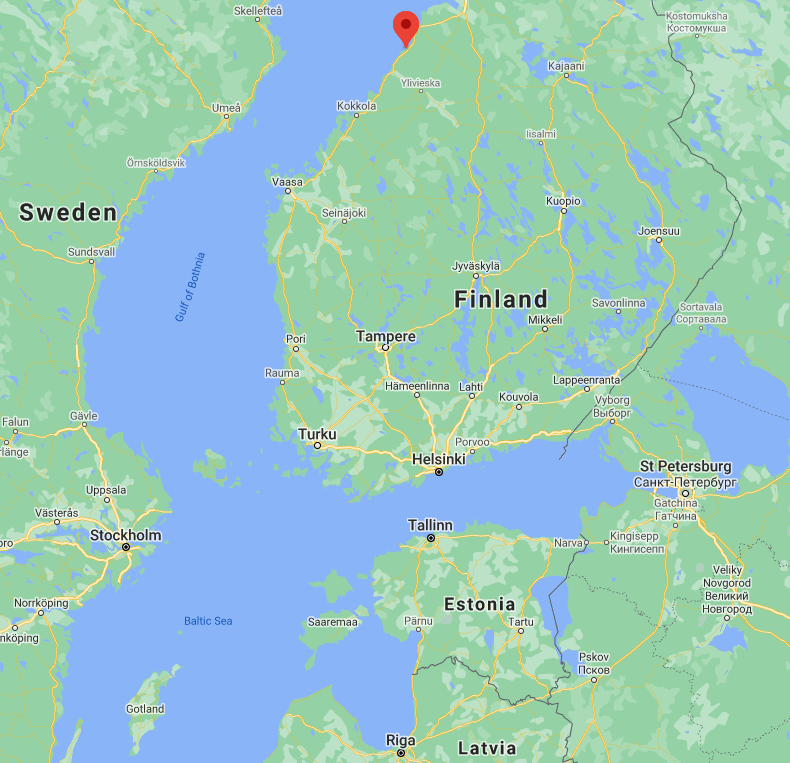 Skellefteå
Kostomuksha
Костомукша
Kajaani
Ylivieska
Kokkola
Umeå
Iisalmi
Örnsköldsvik
Vaasa
Kuopio
Sweden
Seinäjoki
Joensuu
Sundsvall
Jyväskylä
Gulf of Bothnia
Finland
Savonlinna
Sortavala
Сортавала
Mikkeli
Tampere
Pori
Rauma
Hämeenlinna
Lahti
Lappeenranta
Kouvola
Vyborg
Выборг
Gävle
Falun
rlänge
Turku
Porvoo
Helsinki
St Petersburg
Санкт-Петербург
Uppsala
Gatchina
Гатчина
Västerås
Tallinn
Stockholm
oro
Narva
Kingisepp
Кингисепп
Veliky
Novgorod
Великий
Новгород
Norrköping
Estonia
nköping
Baltic Sea
Saaremaa
Pärnu
Tartu
Pskov
Псков
Gotland
Riga
Latvia